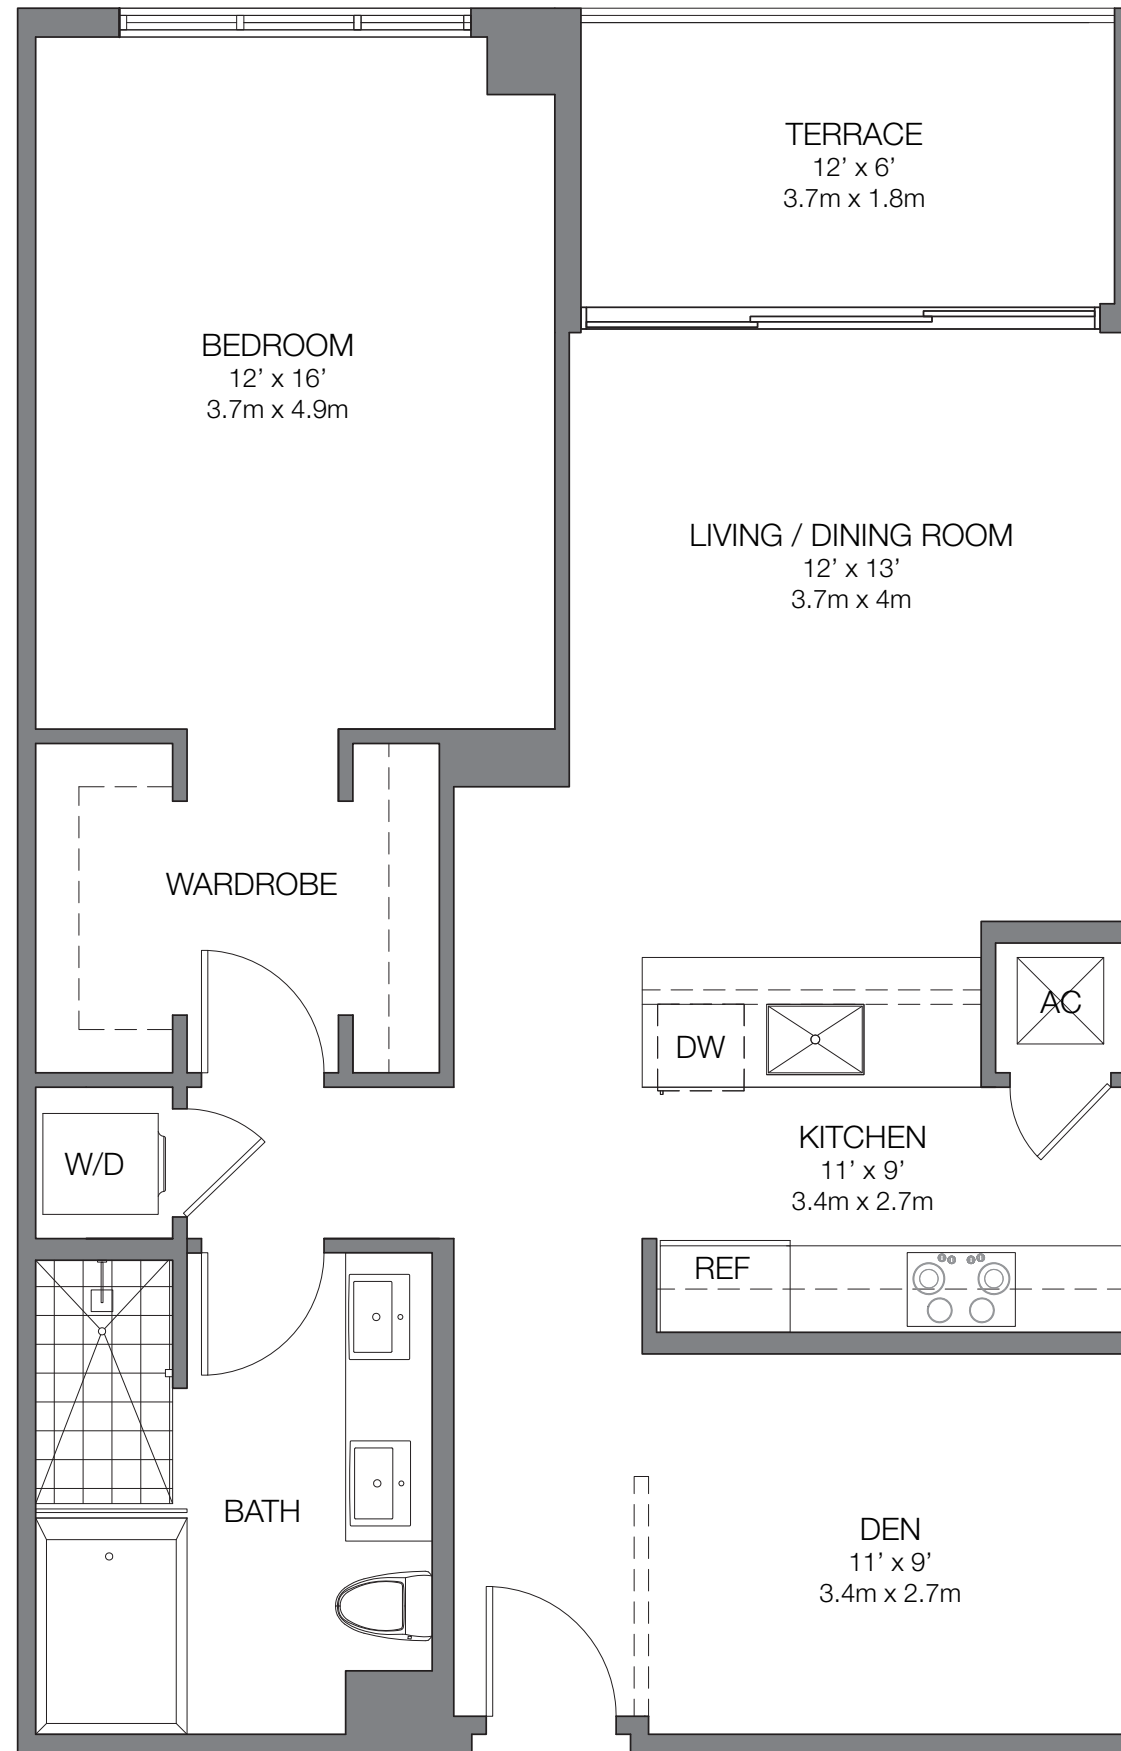 TERRACE
12’ x 6’
3.7m x 1.8m
BEDROOM
12’ x 16’
3.7m x 4.9m
LIVING / DINING ROOM
12’ x 13’
3.7m x 4m
WARDROBE
AC
DW
KITCHEN
11’ x 9’
3.4m x 2.7m
W/D
REF
BATH
DEN
11’ x 9’
3.4m x 2.7m